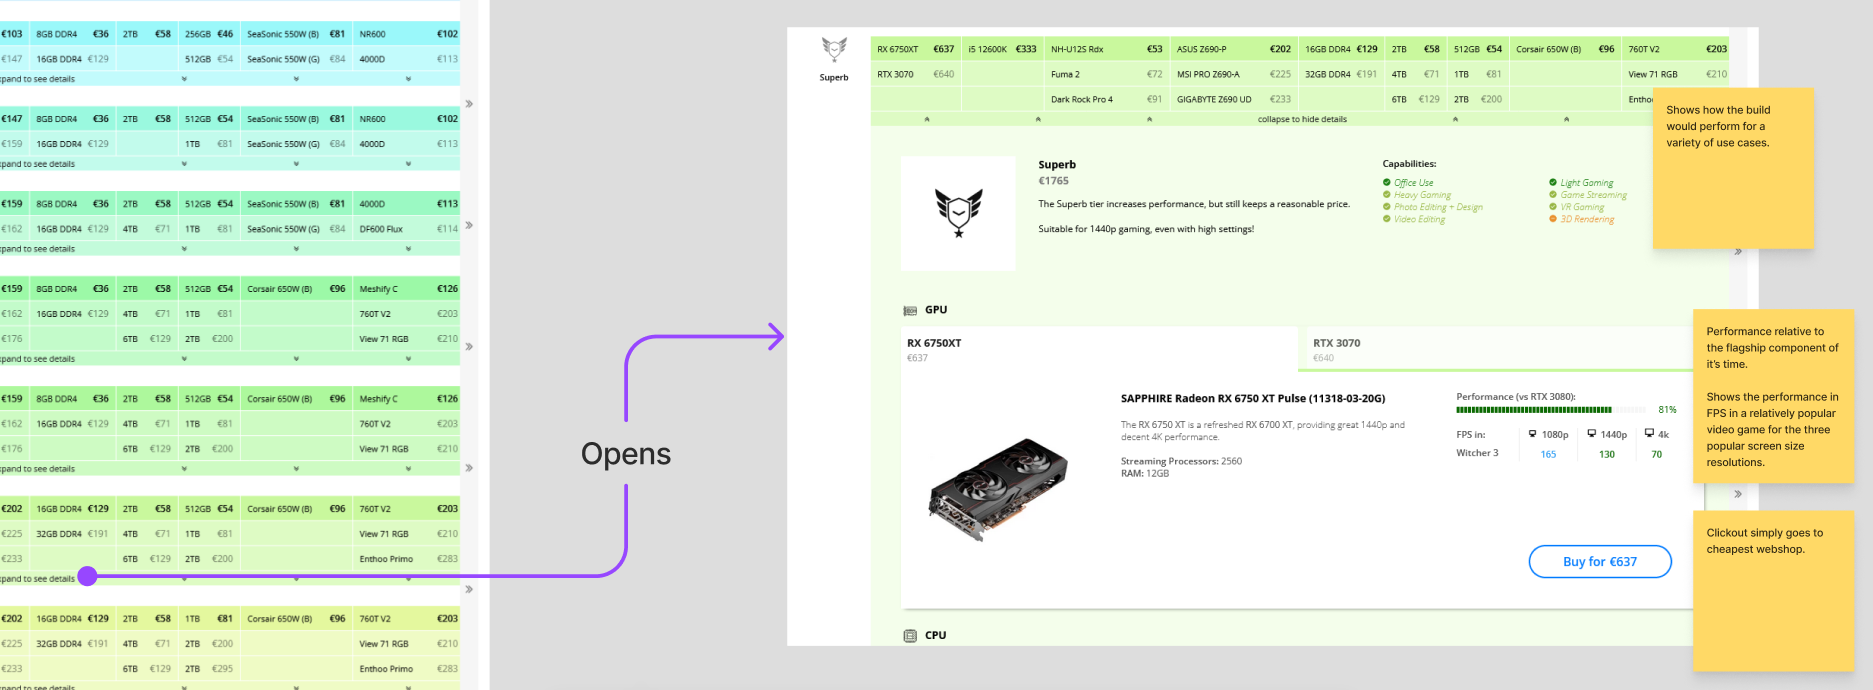 €103 8GB DDR4 €36 2TB €58 256GB €46 SeaSonic 550W (B) €81 NR600 €102
€147 16GB DDR4 €129 512GB €54 SeaSonic 550W (G) €84 4000D €113
xpand to see details
€147 8GB DDR4 €36 2TB €58 512GB €54 SeaSonic 550W (B) €81 NR600 €102
€159 16GB DDR4 €129 1TB €81 SeaSonic 550W (G) €84 4000D €113
xpand to see details
€159 8GB DDR4 €36 2TB €58 512GB €54 SeaSonic 550W (B) €81 4000D €113
€162 16GB DDR4 €129 4TB €71 1TB €81 SeaSonic 550W (G) €84 DF600 Flux €114
xpand to see details
€159 8GB DDR4 €36 2TB €58 512GB €54 Corsair 650W (B) €96 Meshify C €126
€162 16GB DDR4 €129 4TB €71 1TB €81 760T V2 €203
€176 6TB €129 2TB €200 View 71 RGB €210
xpand to see details
€159 8GB DDR4 €36 2TB €58 512GB €54 Corsair 650W (B) €96 Meshify C €126
€162 16GB DDR4 €129 4TB €71 1TB €81 760T V2 €203
€176 6TB €129 2TB €200 View 71 RGB €210
xpand to see details
€202 16GB DDR4 €129 2TB €58 512GB €54 Corsair 650W (B) €96 760T V2 €203
€225 32GB DDR4 €191 4TB €71 1TB €81 View 71 RGB €210
€233 6TB €129 2TB €200 Enthoo Primo €283
xpand to see details
€202 16GB DDR4 €129 2TB €58 1TB €81 Corsair 650W (B) €96 760T V2 €203
€225 32GB DDR4 €191 4TB €71 2TB €200 View 71 RGB €210
€233 6TB €129 2TB €295 Enthoo Primo €283
xpand to see details
Opens
Superb
RX 6750XT €637 i5 12600K €333 NH-U12S Rdx €53 ASUS Z690-P €202 16GB DDR4 €129 2TB €58 512GB €54 Corsair 650W (B) €96 760T V2 €203
RTX 3070 €640 Fuma 2 €72 MSI PRO Z690-A €225 32GB DDR4 €191 4TB €71 1TB €81 View 71 RGB €210
Dark Rock Pro 4 €91 GIGABYTE Z690 UD €233 6TB €129 2TB €200 Entho
collapse to hide details
Superb
€1765
The Superb tier increases performance, but still keeps a reasonable price.
Suitable for 1440p gaming, even with high settings!
Capabilities:
Office Use Light Gaming
Heavy Gaming Game Streaming
Photo Editing + Design VR Gaming
Video Editing 3D Rendering
GPU
RX 6750XT
€637
RTX 3070
€640
SAPPHIRE Radeon RX 6750 XT Pulse (11318-03-20G)
The RX 6750 XT is a refreshed RX 6700 XT, providing great 1440p and
decent 4K performance.
Streaming Processors: 2560
RAM: 12GB
Performance (vs RTX 3080):
81%
FPS in: 1080p 1440p 4k
Witcher 3 165 130 70
Buy for €637
CPU
Shows how the build
would perform for a
variety of use cases.
Performance relative to
the flagship component of
it's time.
Shows the performance in
FPS in a relatively popular
video game for the three
popular screen size
resolutions.
Clickout simply goes to
cheapest webshop.